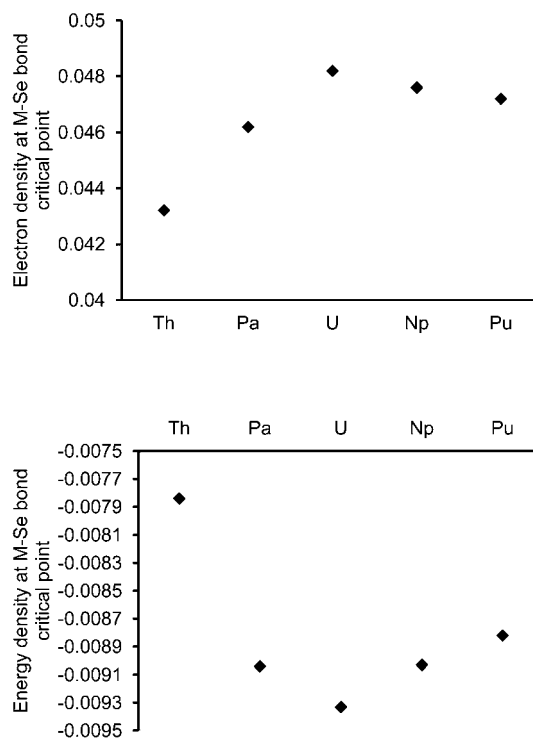 Electron density at M-Se bond
critical point
0.05
0.048
0.046
0.044
0.042
0.04
Th Pa U Np Pu
Energy density at M-Se bond
critical point
Th Pa U Np Pu
-0.0075
-0.0077
-0.0079
-0.0081
-0.0083
-0.0085
-0.0087
-0.0089
-0.0091
-0.0093
-0.0095